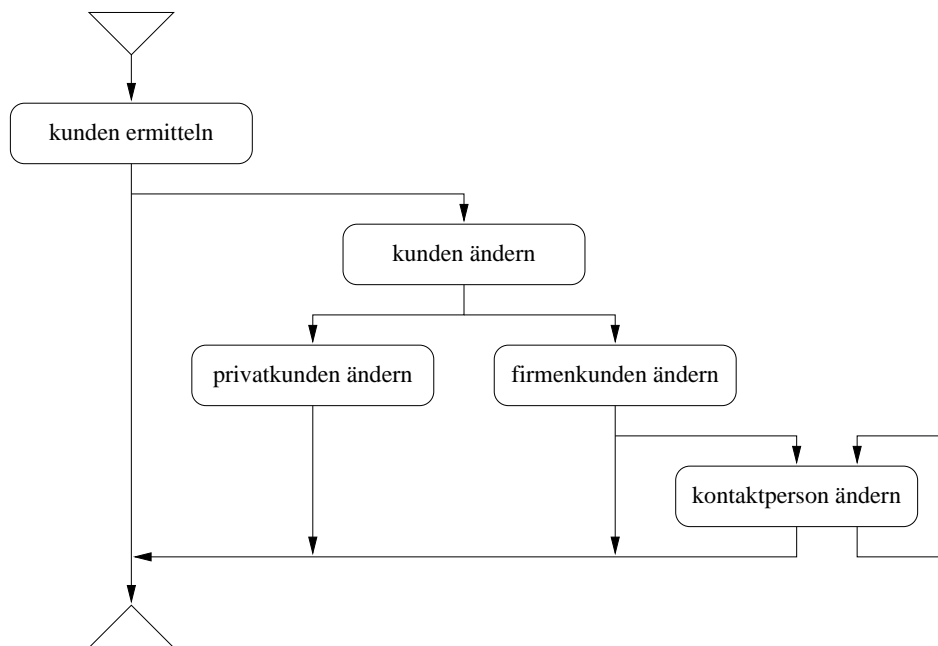 kunden ermitteln
kunden ändern
privatkunden ändern
firmenkunden ändern
kontaktperson ändern